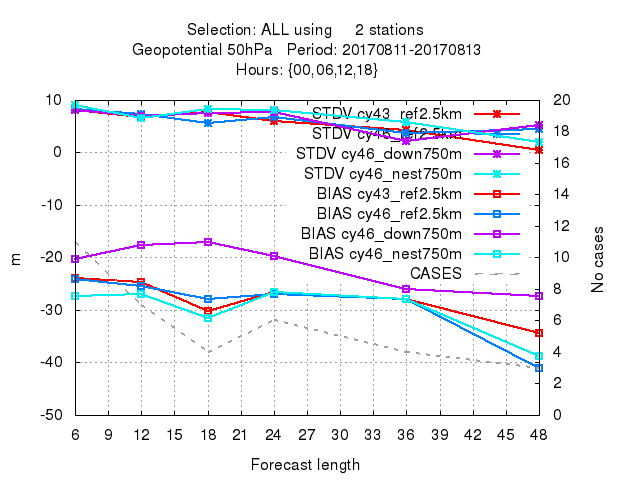 Selection: ALL using 2 stations
Geopotential 50hPa Period: 20170811-20170813
Hours: {00,06,12,18}
STDV cy43_ref2.5km
STDV cy46_ref2.5km
STDV cy46_down750m
STDV cy46_nest750m
BIAS cy43_ref2.5km
BIAS cy46_ref2.5km
BIAS cy46_down750m
BIAS cy46_nest750m
CASES
10
0
-10
-20
-30
-40
-50
m
20
18
16
14
12
10
8
6
4
2
0
No cases
6 9 12 15 18 21 24 27 30 33 36 39 42 45 48
Forecast length